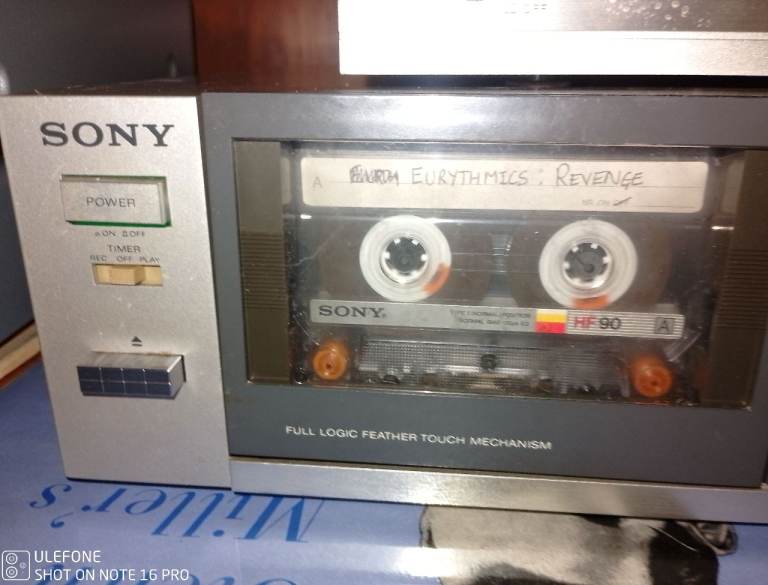 SONY
POWER
ON OFF
TIMER
REC OFF PLAY
A
EURYTHMICS: REVENGE
SONY
HF 90 A
FULL LOGIC FEATHER TOUCH MECHANISM
Miller's
ULEFONE
SHOT ON NOTE 16 PRO